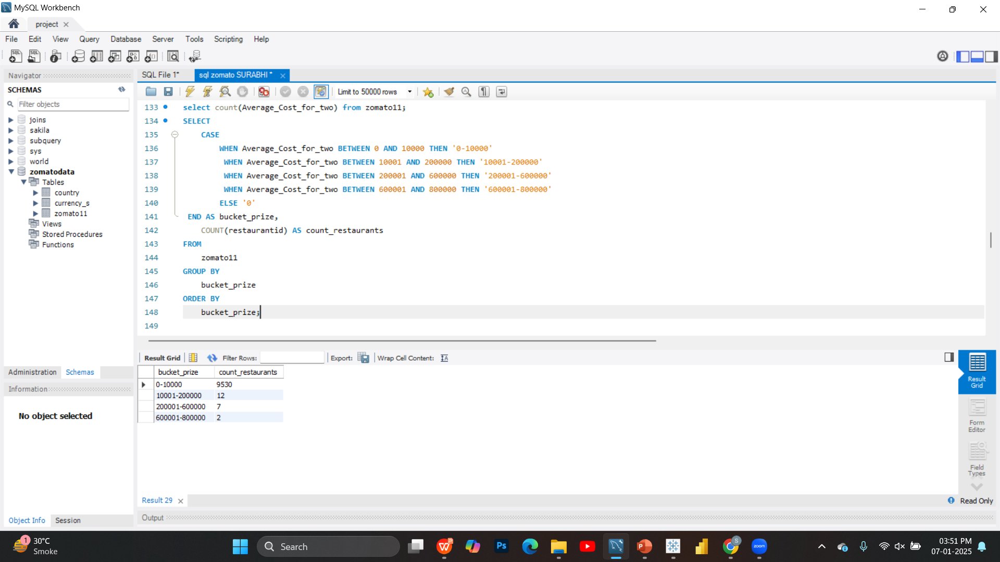 MySQL Workbench
project
File Edit View Query Database Server Tools Scripting Help
Navigator
SCHEMAS
Filter objects
joins
sakila
subquery
sys
world
zomatodata
Tables
country
currency_s
zomato11
Views
Stored Procedures
Functions
Administration Schemas
Information
No object selected
Object Info Session
SQL File 1* sql zomato SURABHI *
Limit to 50000 rows
133 select count(Average_Cost_for_two) from zomato11;
134 SELECT
135 CASE
136 WHEN Average_Cost_for_two BETWEEN 0 AND 10000 THEN '0-10000'
137 WHEN Average_Cost_for_two BETWEEN 10001 AND 200000 THEN '10001-200000'
138 WHEN Average_Cost_for_two BETWEEN 200001 AND 600000 THEN '200001-600000'
139 WHEN Average_Cost_for_two BETWEEN 600001 AND 800000 THEN '600001-800000'
140 ELSE '0'
141 END AS bucket_prize,
142 COUNT(restaurantid) AS count_restaurants
143 FROM
144 zomato11
145 GROUP BY
146 bucket_prize
147 ORDER BY
148 bucket_prize;
149
Result Grid Filter Rows: Export: Wrap Cell Content:
bucket_prize count_restaurants
0-10000 9530
10001-200000 12
200001-600000 7
600001-800000 2
Result Grid
Form Editor
Field Types
Result 29
Read Only
Output
1
30°C
Smoke
Search
Ps
S
zoom
03:51 PM
07-01-2025